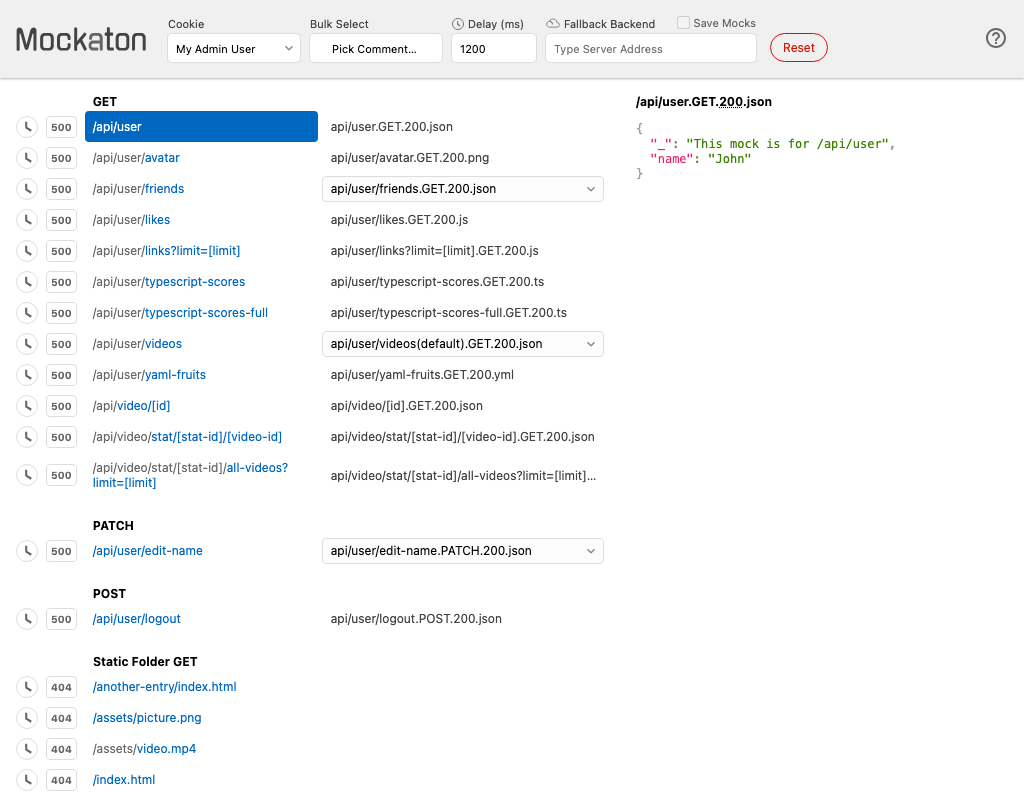 Mockaton
Cookie
My Admin User
Bulk Select
Pick Comment...
Delay (ms)
1200
Fallback Backend
Type Server Address
Save Mocks
Reset
?
GET
500 /api/user api/user.GET.200.json
500 /api/user/avatar api/user/avatar.GET.200.png
500 /api/user/friends api/user/friends.GET.200.json
500 /api/user/likes api/user/likes.GET.200.js
500 /api/user/links?limit=[limit] api/user/links?limit=[limit].GET.200.js
500 /api/user/typescript-scores api/user/typescript-scores.GET.200.ts
500 /api/user/typescript-scores-full api/user/typescript-scores-full.GET.200.ts
500 /api/user/videos api/user/videos(default).GET.200.json
500 /api/user/yaml-fruits api/user/yaml-fruits.GET.200.yml
500 /api/video/[id] api/video/[id].GET.200.json
500 /api/video/stat/[stat-id]/[video-id] api/video/stat/[stat-id]/[video-id].GET.200.json
500 /api/video/stat/[stat-id]/all-videos?
limit=[limit] api/video/stat/[stat-id]/all-videos?limit=[limit]...
PATCH
500 /api/user/edit-name api/user/edit-name.PATCH.200.json
POST
500 /api/user/logout api/user/logout.POST.200.json
Static Folder GET
404 /another-entry/index.html
404 /assets/picture.png
404 /assets/video.mp4
404 /index.html
/api/user.GET.200.json
{
"_": "This mock is for /api/user",
"name": "John"
}